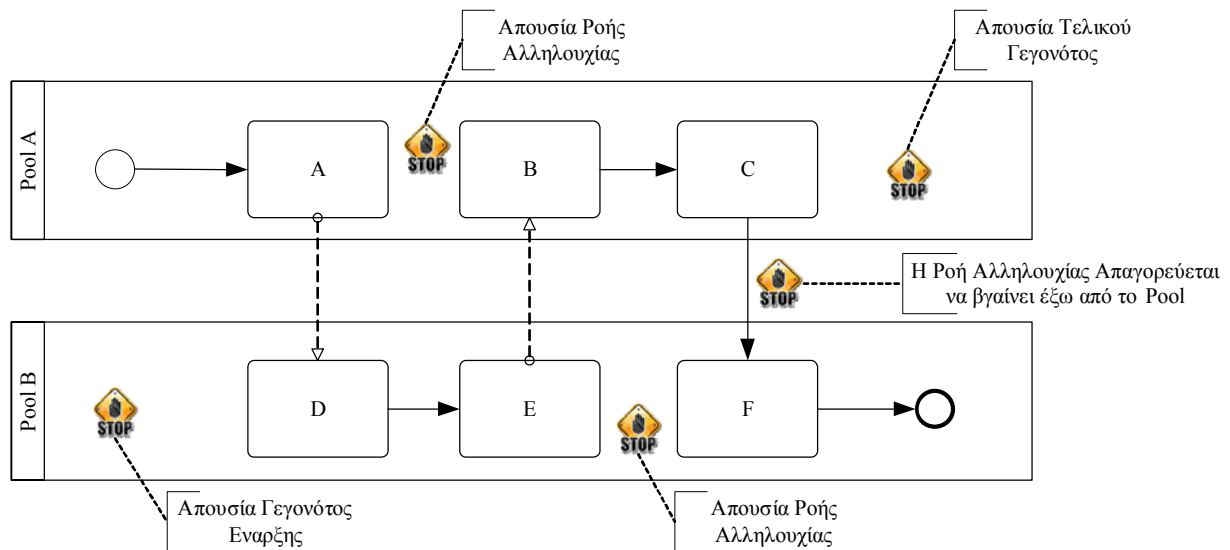 Απουσία Ροής
Αλληλουχίας
Απουσία Τελικού
Γεγονότος
Pool A
A
STOP
B
C
STOP
STOP
Η Ροή Αλληλουχίας Απαγορεύεται
να βγαίνει έξω από το Pool
Pool B
STOP
D
E
STOP
F
Απουσία Γεγονότος
Εναρξης
Απουσία Ροής
Αλληλουχίας